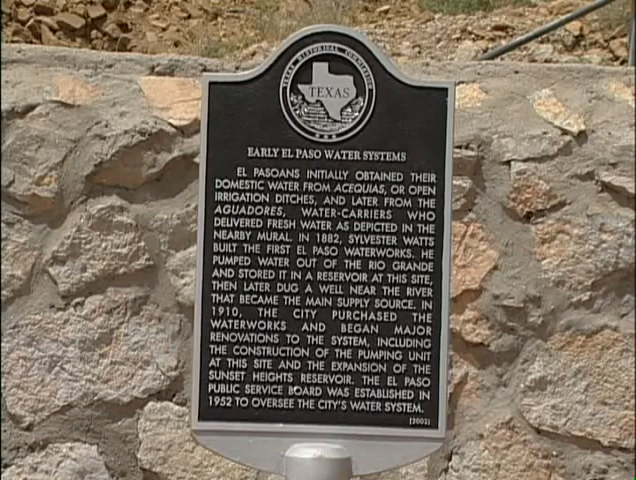 TEXAS HISTORICAL COMMISSION
TEXAS
EARLY EL PASO WATER SYSTEMS
EL PASOANS INITIALLY OBTAINED THEIR
DOMESTIC WATER FROM ACEQUIAS, OR OPEN
IRRIGATION DITCHES, AND LATER FROM THE
AGUADORES, WATER-CARRIERS WHO
DELIVERED FRESH WATER AS DEPICTED IN THE
NEARBY MURAL. IN 1882, SYLVESTER WATTS
BUILT THE FIRST EL PASO WATERWORKS. HE
PUMPED WATER OUT OF THE RIO GRANDE
AND STORED IT IN A RESERVOIR AT THIS SITE,
THEN LATER DUG A WELL NEAR THE RIVER
THAT BECAME THE MAIN SUPPLY SOURCE. IN
1910, THE CITY PURCHASED THE
WATERWORKS AND BEGAN MAJOR
RENOVATIONS TO THE SYSTEM, INCLUDING
THE CONSTRUCTION OF THE PUMPING UNIT
AT THIS SITE AND THE EXPANSION OF THE
SUNSET HEIGHTS RESERVOIR. THE EL PASO
PUBLIC SERVICE BOARD WAS ESTABLISHED IN
1952 TO OVERSEE THE CITY'S WATER SYSTEM.
(2002)